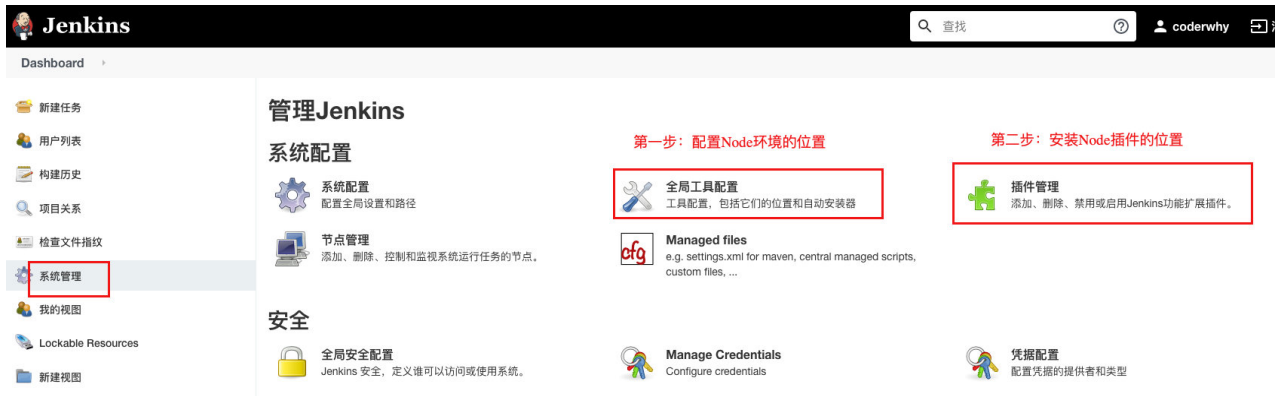 Jenkins
查找
coderwhy
Dashboard
新建任务
用户列表
构建历史
项目关系
检查文件指纹
系统管理
我的视图
Lockable Resources
新建视图
管理Jenkins
系统配置
第一步：配置Node环境的位置
第二步：安装Node插件的位置
系统配置
配置全局设置和路径
全局工具配置
工具配置，包括它们的位置和自动安装器
插件管理
添加、删除、禁用或启用Jenkins功能扩展插件。
节点管理
添加、删除、控制和监视系统运行任务的节点。
cfg
Managed files
e.g. settings.xml for maven, central managed scripts,
custom files, ...
安全
全局安全配置
Jenkins 安全，定义谁可以访问或使用系统。
Manage Credentials
Configure credentials
凭据配置
配置凭据的提供者和类型